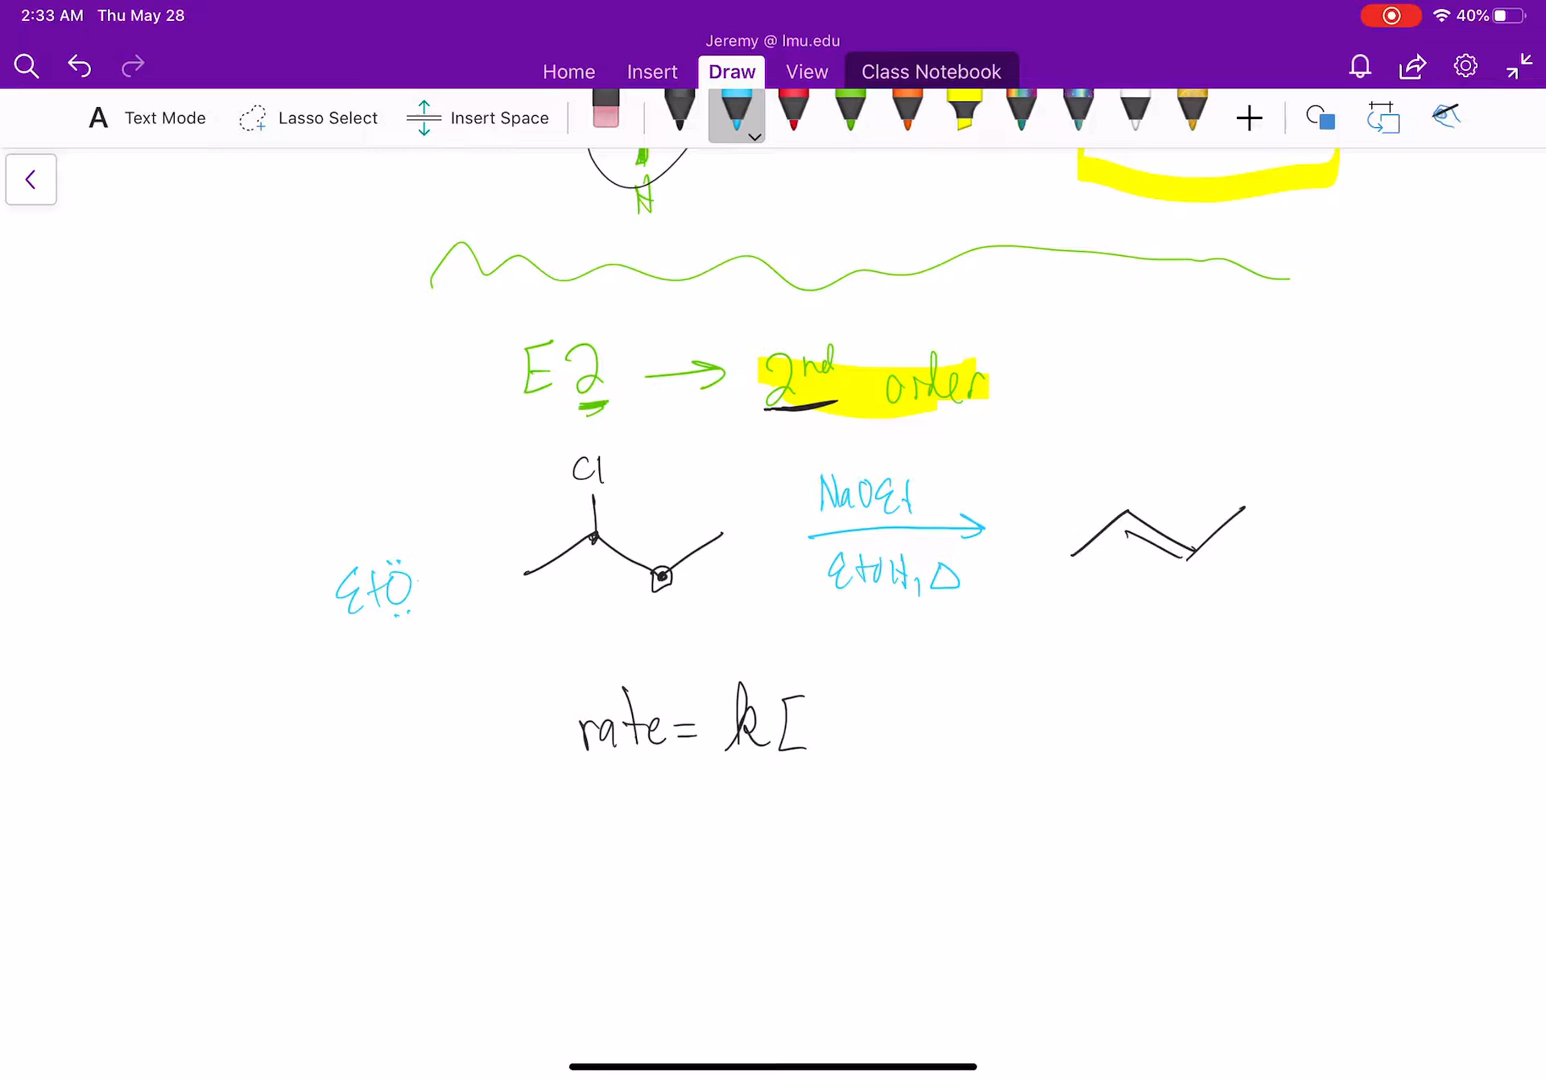 2:33 AM Thu May 28
40%
Jeremy @ lmu.edu
Home Insert Draw View Class Notebook
A Text Mode Lasso Select Insert Space
H
E2 → 2nd order
Cl
NaOEt
EtOH, Δ
EtÖ
rate = k[